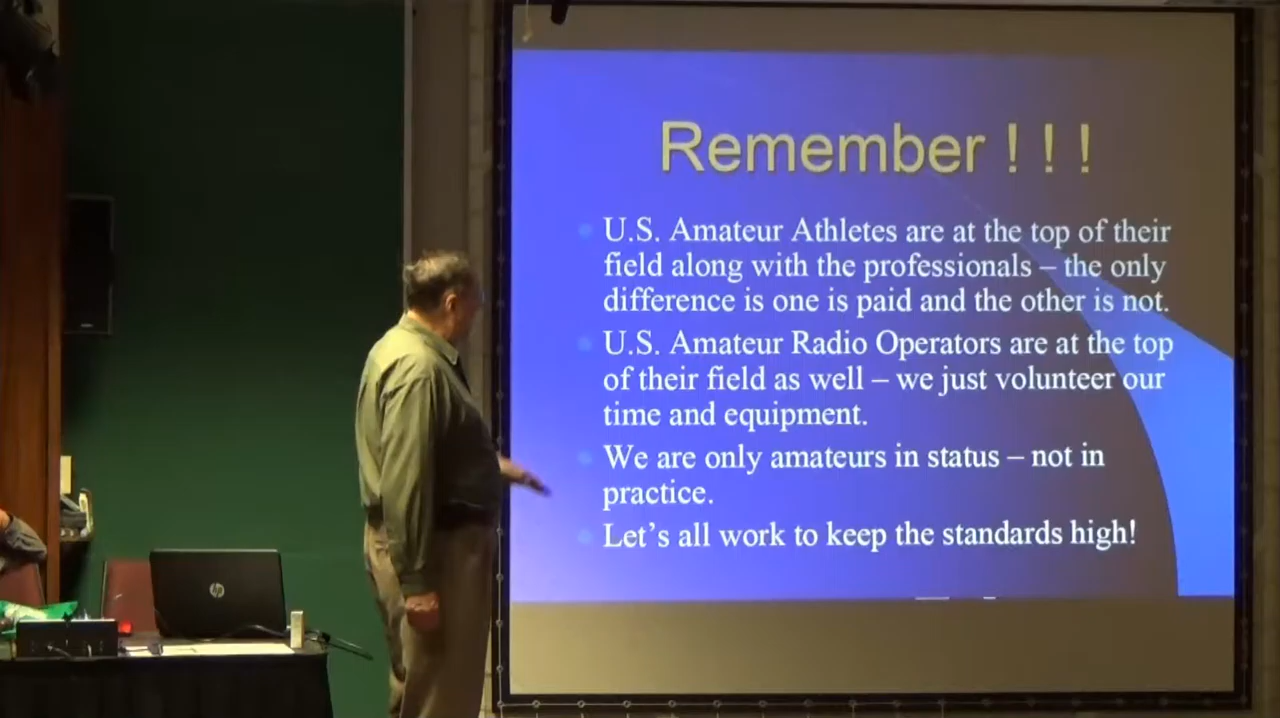 Remember ! ! !
U.S. Amateur Athletes are at the top of their
field along with the professionals – the only
difference is one is paid and the other is not.
U.S. Amateur Radio Operators are at the top
of their field as well – we just volunteer our
time and equipment.
We are only amateurs in status – not in
practice.
Let's all work to keep the standards high!
hp